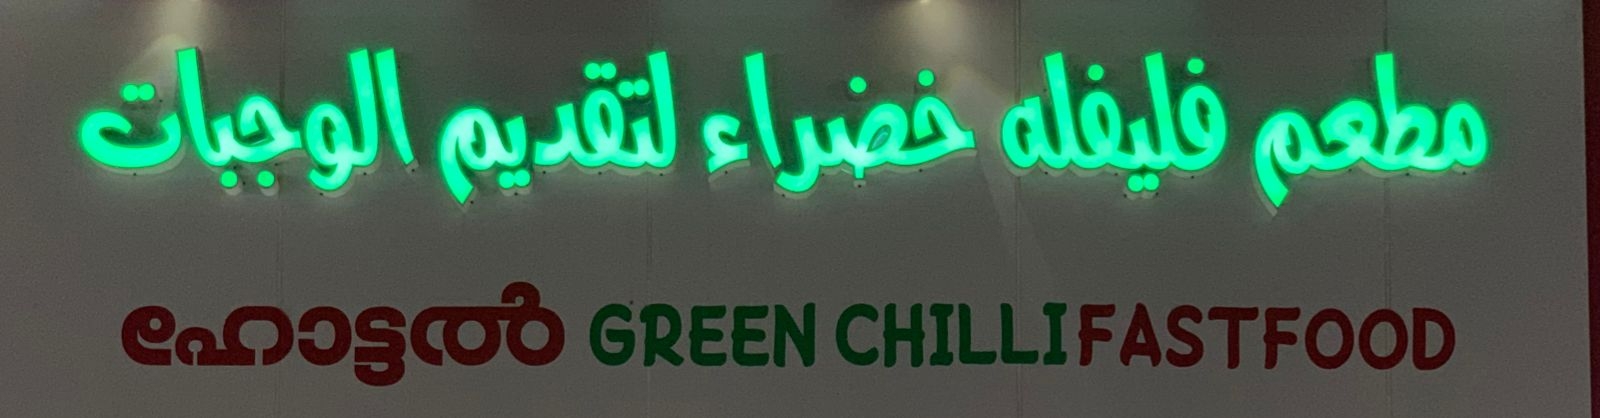 مطعم فليفله خضراء لتقديم الوجبات
ഹോട്ടൽ GREEN CHILLI FASTFOOD